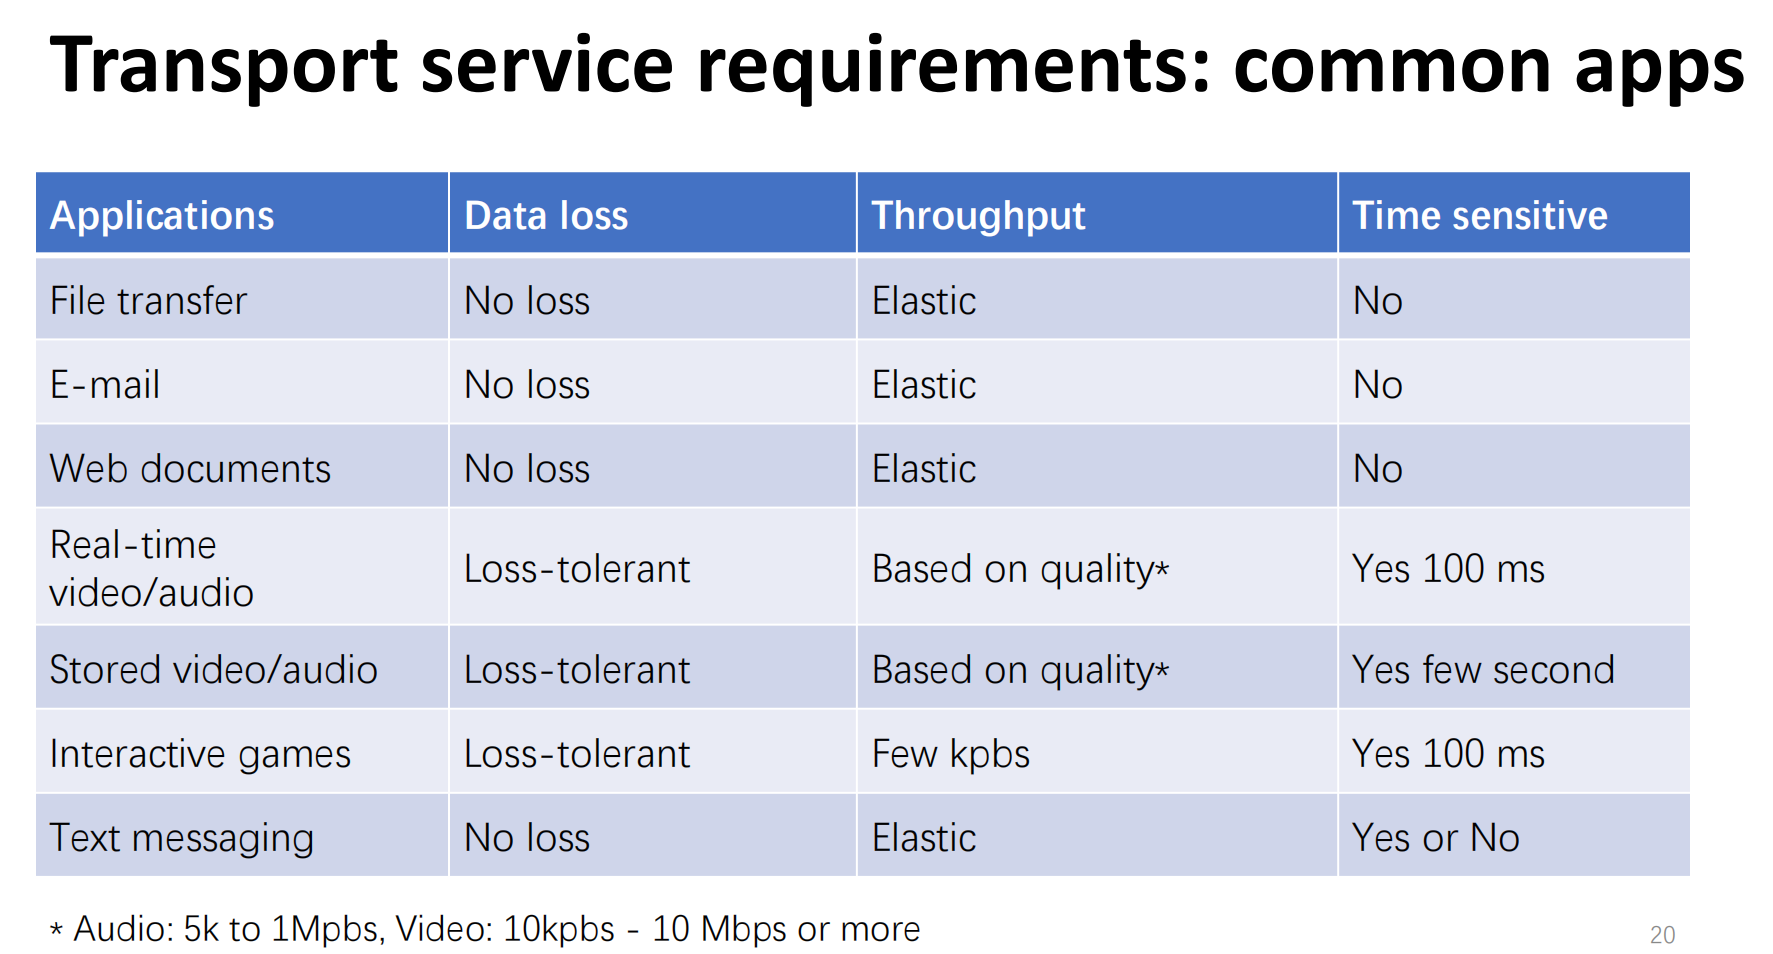 Transport service requirements: common apps
Applications Data loss Throughput Time sensitive
File transfer No loss Elastic No
E-mail No loss Elastic No
Web documents No loss Elastic No
Real-time
video/audio Loss-tolerant Based on quality* Yes 100 ms
Stored video/audio Loss-tolerant Based on quality* Yes few second
Interactive games Loss-tolerant Few kpbs Yes 100 ms
Text messaging No loss Elastic Yes or No
* Audio: 5k to 1Mpbs, Video: 10kpbs - 10 Mbps or more
20